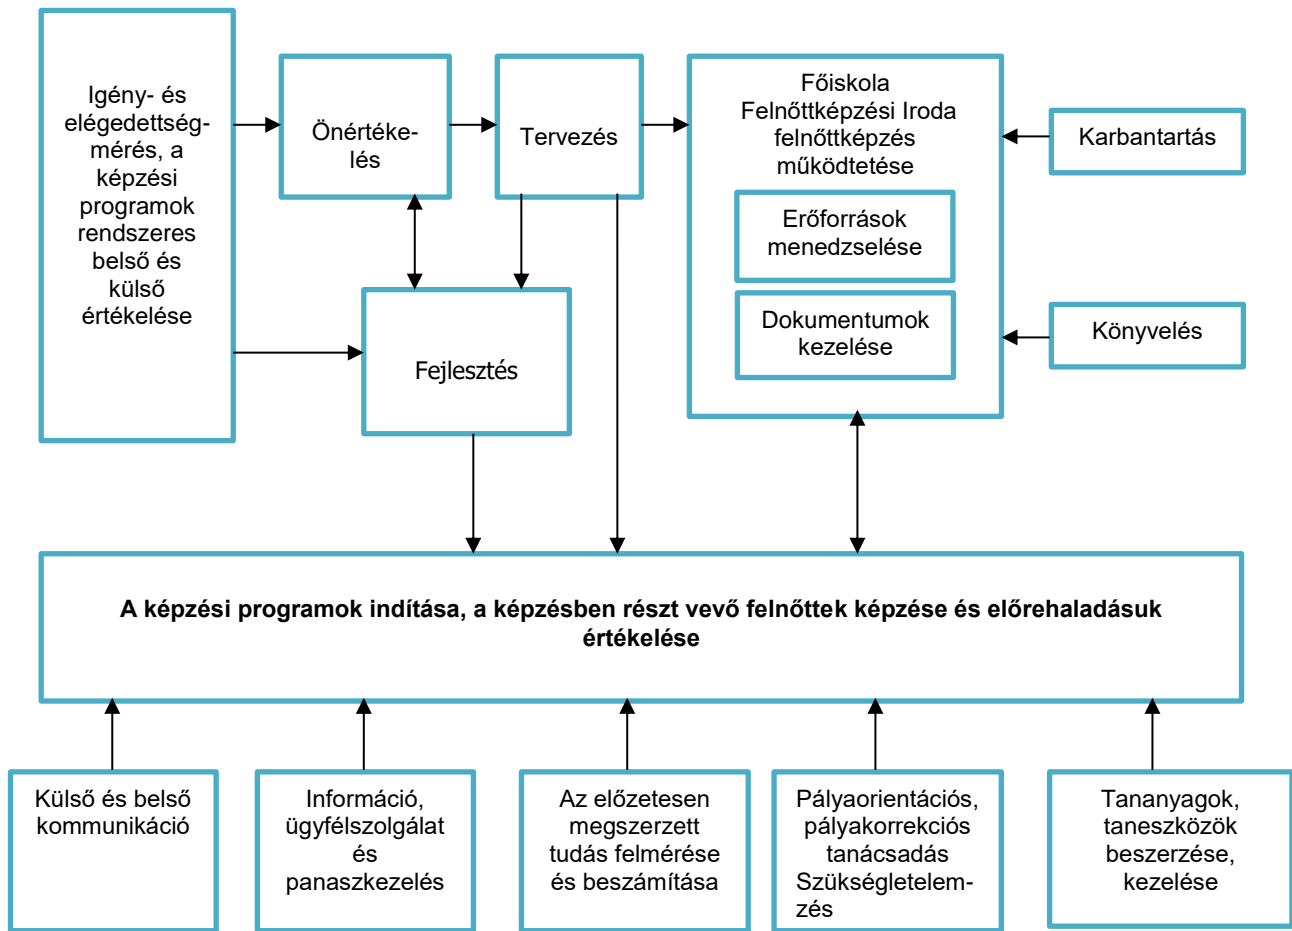 Igény- és
elégedettség-
mérés, a
képzési
programok
rendszeres
belső és
külső
értékelése
Önértéke-
lés
Tervezés
Főiskola
Felnőttképzési Iroda
felnőttképzés
működtetése
Erőforrások
menedzselése
Dokumentumok
kezelése
Karbantartás
Könyvelés
Fejlesztés
A képzési programok indítása, a képzésben részt vevő felnőttek képzése és előrehaladásuk
értékelése
Külső és belső
kommunikáció
Információ,
ügyfélszolgálat
és
panaszkezelés
Az előzetesen
megszerzett
tudás felmérése
és beszámítása
Pályaorientációs,
pályakorrekciós
tanácsadás
Szükségletelem-
zés
Tananyagok,
taneszközök
beszerzése,
kezelése